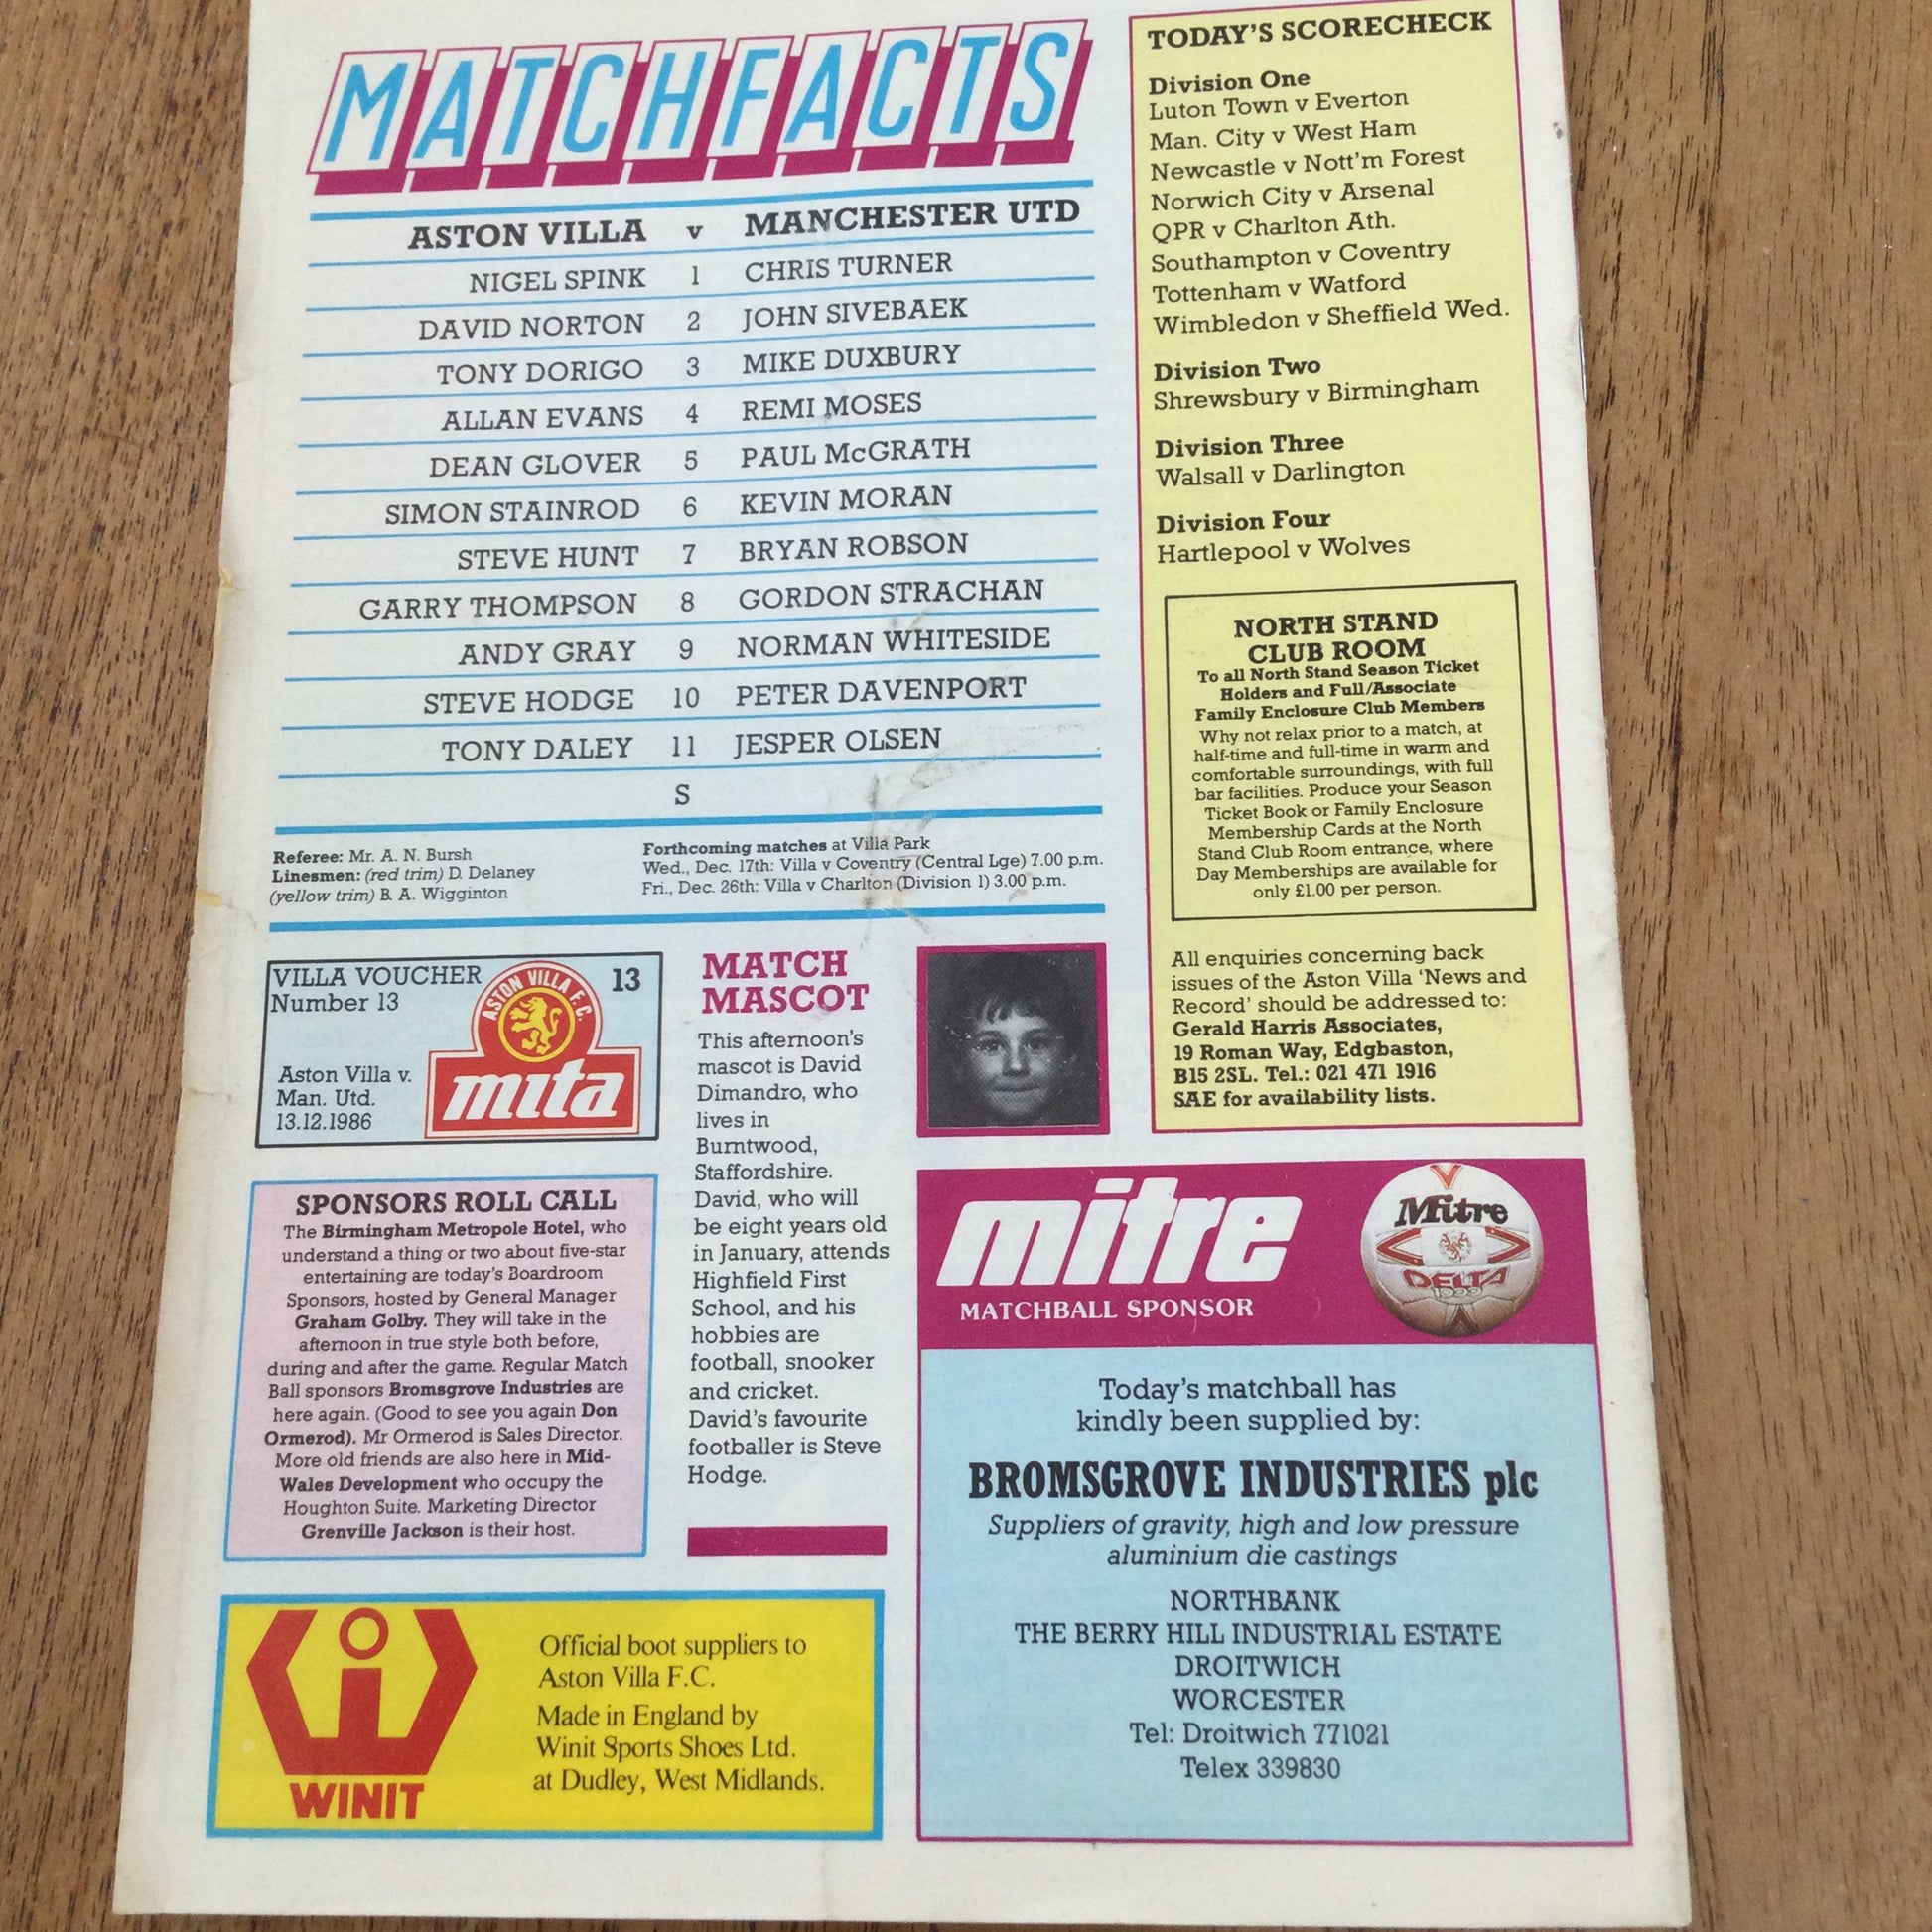 MATCHFACTS
ASTON VILLA v MANCHESTER UTD
NIGEL SPINK 1 CHRIS TURNER
DAVID NORTON 2 JOHN SIVEBAEK
TONY DORIGO 3 MIKE DUXBURY
ALLAN EVANS 4 REMI MOSES
DEAN GLOVER 5 PAUL McGRATH
SIMON STAINROD 6 KEVIN MORAN
STEVE HUNT 7 BRYAN ROBSON
GARRY THOMPSON 8 GORDON STRACHAN
ANDY GRAY 9 NORMAN WHITESIDE
STEVE HODGE 10 PETER DAVENPORT
TONY DALEY 11 JESPER OLSEN
S
Referee: Mr. A. N. Bursh
Linesmen: (red trim) D. Delaney
(yellow trim) B. A. Wigginton
Forthcoming matches at Villa Park
Wed., Dec. 17th: Villa v Coventry (Central Lge) 7.00 p.m.
Fri., Dec. 26th: Villa v Charlton (Division 1) 3.00 p.m.
TODAY'S SCORECHECK
Division One
Luton Town v Everton
Man. City v West Ham
Newcastle v Nott'm Forest
Norwich City v Arsenal
QPR v Charlton Ath.
Southampton v Coventry
Tottenham v Watford
Wimbledon v Sheffield Wed.
Division Two
Shrewsbury v Birmingham
Division Three
Walsall v Darlington
Division Four
Hartlepool v Wolves
NORTH STAND
CLUB ROOM
To all North Stand Season Ticket
Holders and Full/Associate
Family Enclosure Club Members
Why not relax prior to a match, at
half-time and full-time in warm and
comfortable surroundings, with full
bar facilities. Produce your Season
Ticket Book or Family Enclosure
Membership Cards at the North
Stand Club Room entrance, where
Day Memberships are available for
only £1.00 per person.
All enquiries concerning back
issues of the Aston Villa 'News and
Record' should be addressed to:
Gerald Harris Associates,
19 Roman Way, Edgbaston,
B15 2SL. Tel.: 021 471 1916
SAE for availability lists.
VILLA VOUCHER
Number 13
13
ASTON VILLA F.C.
mita
Aston Villa v.
Man. Utd.
13.12.1986
MATCH
MASCOT
This afternoon's
mascot is David
Dimandro, who
lives in
Burntwood,
Staffordshire.
David, who will
be eight years old
in January, attends
Highfield First
School, and his
hobbies are
football, snooker
and cricket.
David's favourite
footballer is Steve
Hodge.
SPONSORS ROLL CALL
The Birmingham Metropole Hotel, who
understand a thing or two about five-star
entertaining are today's Boardroom
Sponsors, hosted by General Manager
Graham Golby. They will take in the
afternoon in true style both before,
during and after the game. Regular Match
Ball sponsors Bromsgrove Industries are
here again. (Good to see you again Don
Ormerod). Mr Ormerod is Sales Director.
More old friends are also here in Mid-
Wales Development who occupy the
Houghton Suite. Marketing Director
Grenville Jackson is their host.
WINIT
Official boot suppliers to
Aston Villa F.C.
Made in England by
Winit Sports Shoes Ltd.
at Dudley, West Midlands.
mitre
MATCHBALL SPONSOR
Mitre
DELTA
Today's matchball has
kindly been supplied by:
BROMSGROVE INDUSTRIES plc
Suppliers of gravity, high and low pressure
aluminium die castings
NORTHBANK
THE BERRY HILL INDUSTRIAL ESTATE
DROITWICH
WORCESTER
Tel: Droitwich 771021
Telex 339830